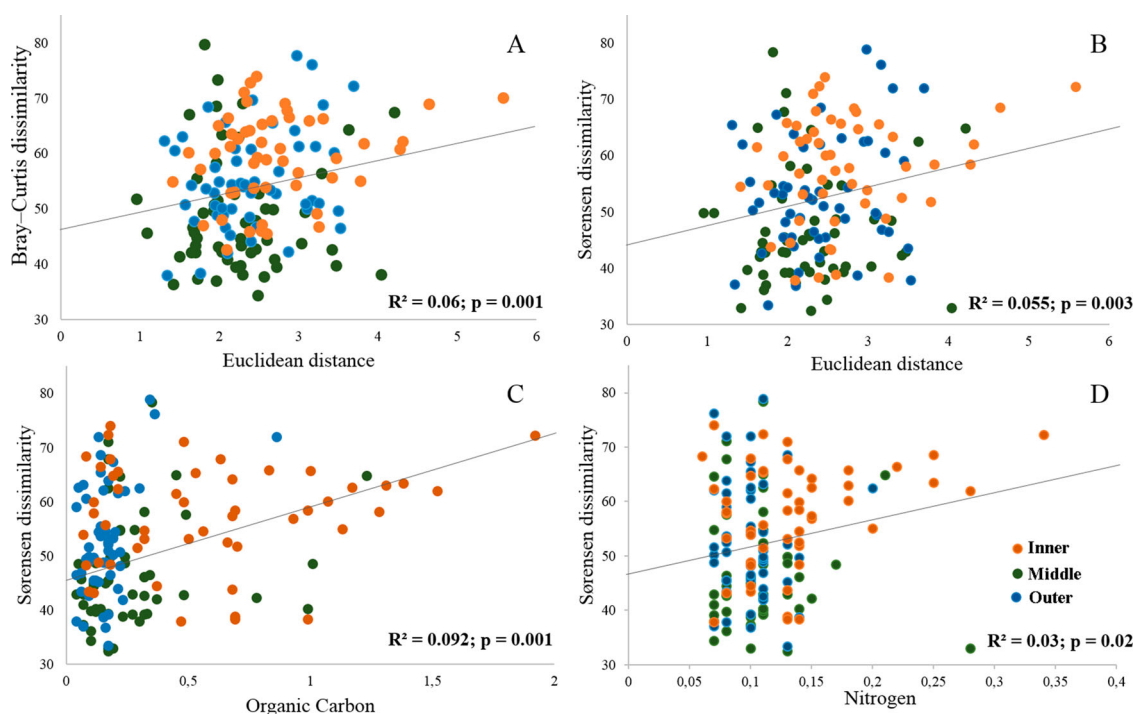 A
Bray–Curtis dissimilarity
80
70
60
50
40
30
0 1 2 3 4 5 6
Euclidean distance
R² = 0.06; p = 0.001
B
Sørensen dissimilarity
80
70
60
50
40
30
1 2 3 4 5 6
Euclidean distance
R² = 0.055; p = 0.003
C
Sørensen dissimilarity
80
70
60
50
40
30
0 0,5 1 1,5 2
Organic Carbon
R² = 0.092; p = 0.001
D
Sørensen dissimilarity
80
70
60
50
40
30
0 0,05 0,1 0,15 0,2 0,25 0,3 0,35 0,4
Nitrogen
Inner
Middle
Outer
R² = 0.03; p = 0.02